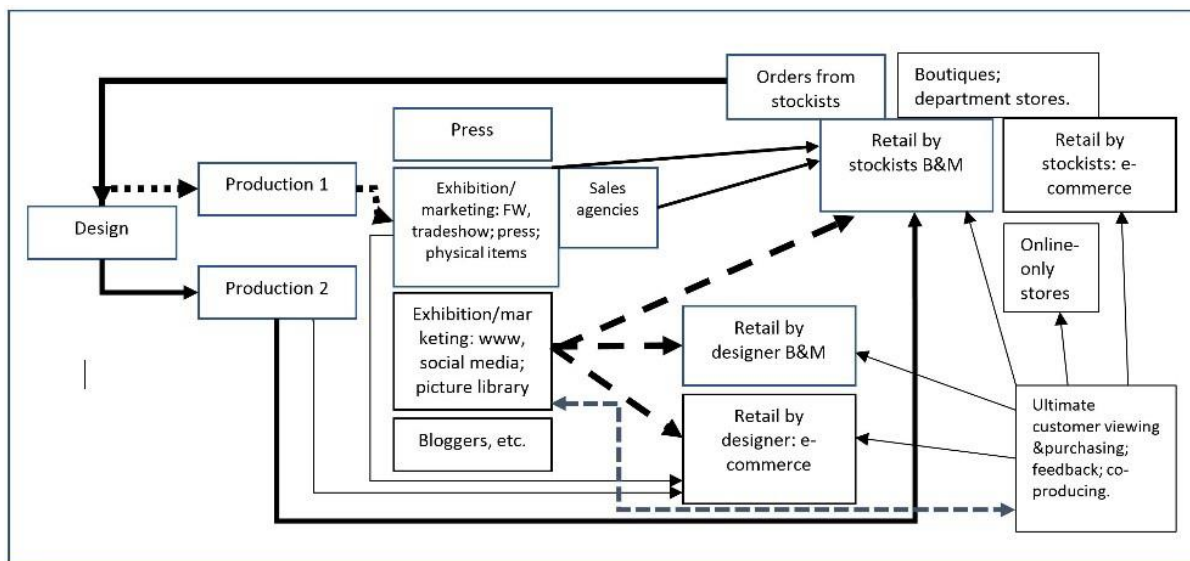 Orders from
stockists
Boutiques;
department stores.
Press
Retail by
stockists B&M
Retail by
stockists: e-
commerce
Production 1
Exhibition/
marketing: FW,
tradeshow; press;
physical items
Sales
agencies
Design
Online-
only
stores
Production 2
Exhibition/mar
keting: www,
social media;
picture library
Retail by
designer B&M
Bloggers, etc.
Retail by
designer: e-
commerce
Ultimate
customer viewing
&purchasing;
feedback; co-
producing.